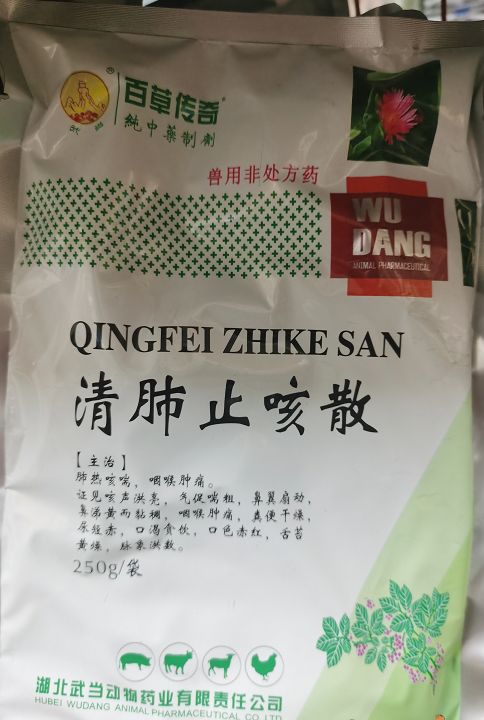 百草传奇
純中藥制劑
武當
兽用非处方药
WU
DANG
ANIMAL PHARMACEUTICAL
QINGFEI ZHIKE SAN
清肺止咳散
【主治】
肺热咳喘，咽喉肿痛。
证见咳声洪亮，气促喘粗，鼻翼扇动，
鼻涕黄而黏稠，咽喉肿痛，粪便干燥，
尿短赤，口渴贪饮，口色赤红，舌苔
黄燥，脉象洪数。
250g/袋
湖北武当动物药业有限责任公司
HUBEI WUDANG ANIMAL PHARMACEUTICAL CO. LTD